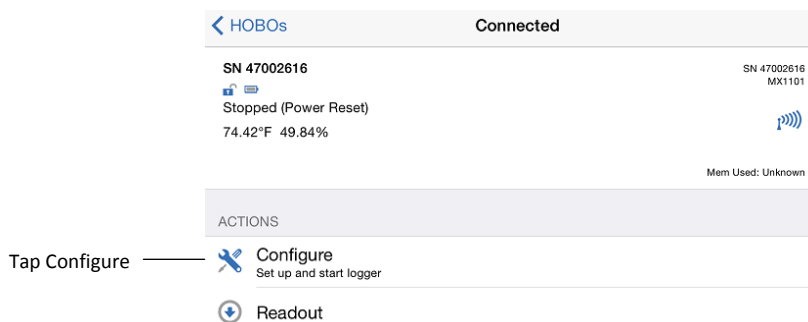 HOBOs
Connected
SN 47002616
SN 47002616
MX1101
Stopped (Power Reset)
74.42°F 49.84%
Mem Used: Unknown
ACTIONS
Tap Configure
Configure
Set up and start logger
Readout